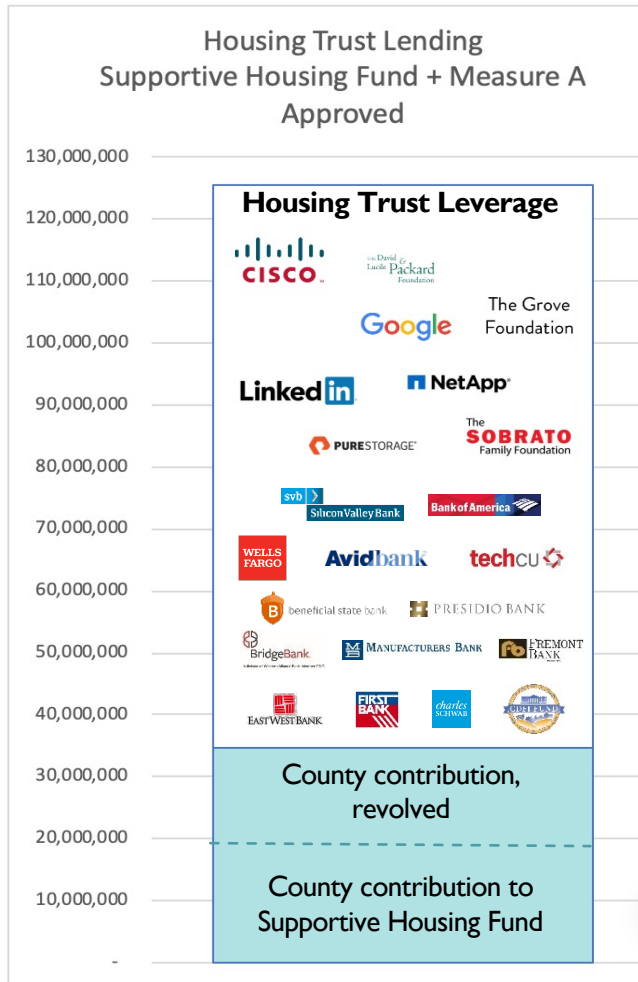 Housing Trust Lending
Supportive Housing Fund + Measure A
Approved
130,000,000
120,000,000
110,000,000
100,000,000
90,000,000
80,000,000
70,000,000
60,000,000
50,000,000
40,000,000
30,000,000
20,000,000
10,000,000
-
Housing Trust Leverage
CISCO
The David &
Lucile Packard
Foundation
Google
The Grove
Foundation
LinkedIn
NetApp
PURESTORAGE
The
SOBRATO
Family Foundation
svb
Silicon Valley Bank
Bank of America
WELLS
FARGO
Avidbank
techcu
beneficial state bank
PRESIDIO BANK
BridgeBank
MANUFACTURERS BANK
FREMONT
BANK
EASTWESTBANK
FIRST
BANK
charles
SCHWAB
CDFI FUND
County contribution,
revolved
County contribution to
Supportive Housing Fund